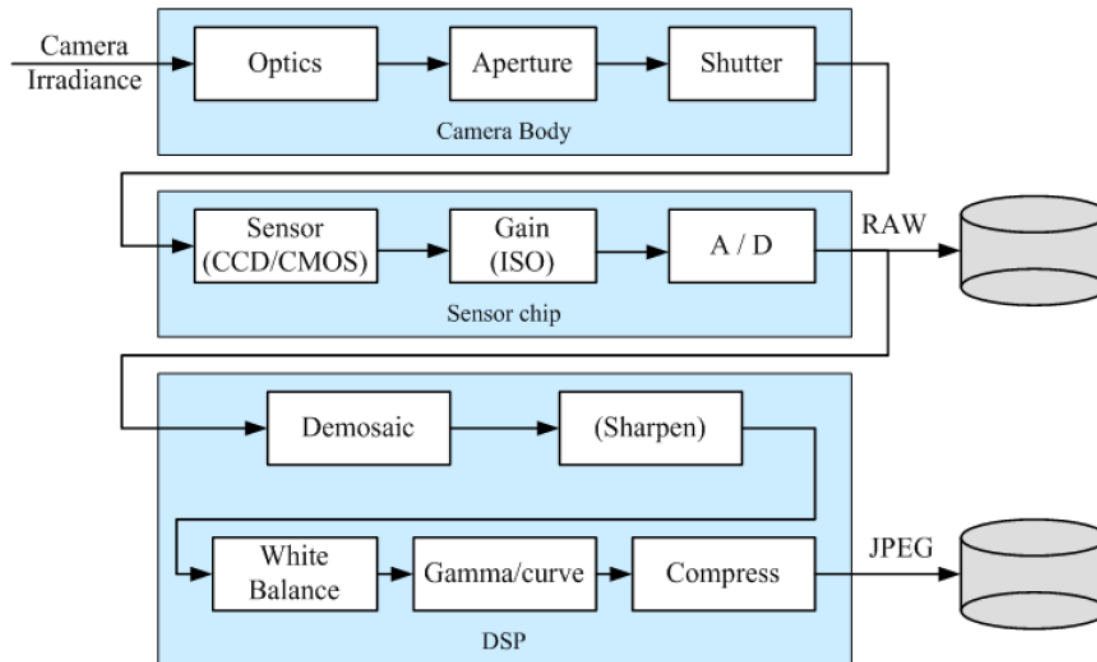 Camera
Irradiance
Optics
Aperture
Shutter
Camera Body
Sensor
(CCD/CMOS)
Gain
(ISO)
A / D
RAW
Sensor chip
Demosaic
(Sharpen)
White
Balance
Gamma/curve
Compress
JPEG
DSP